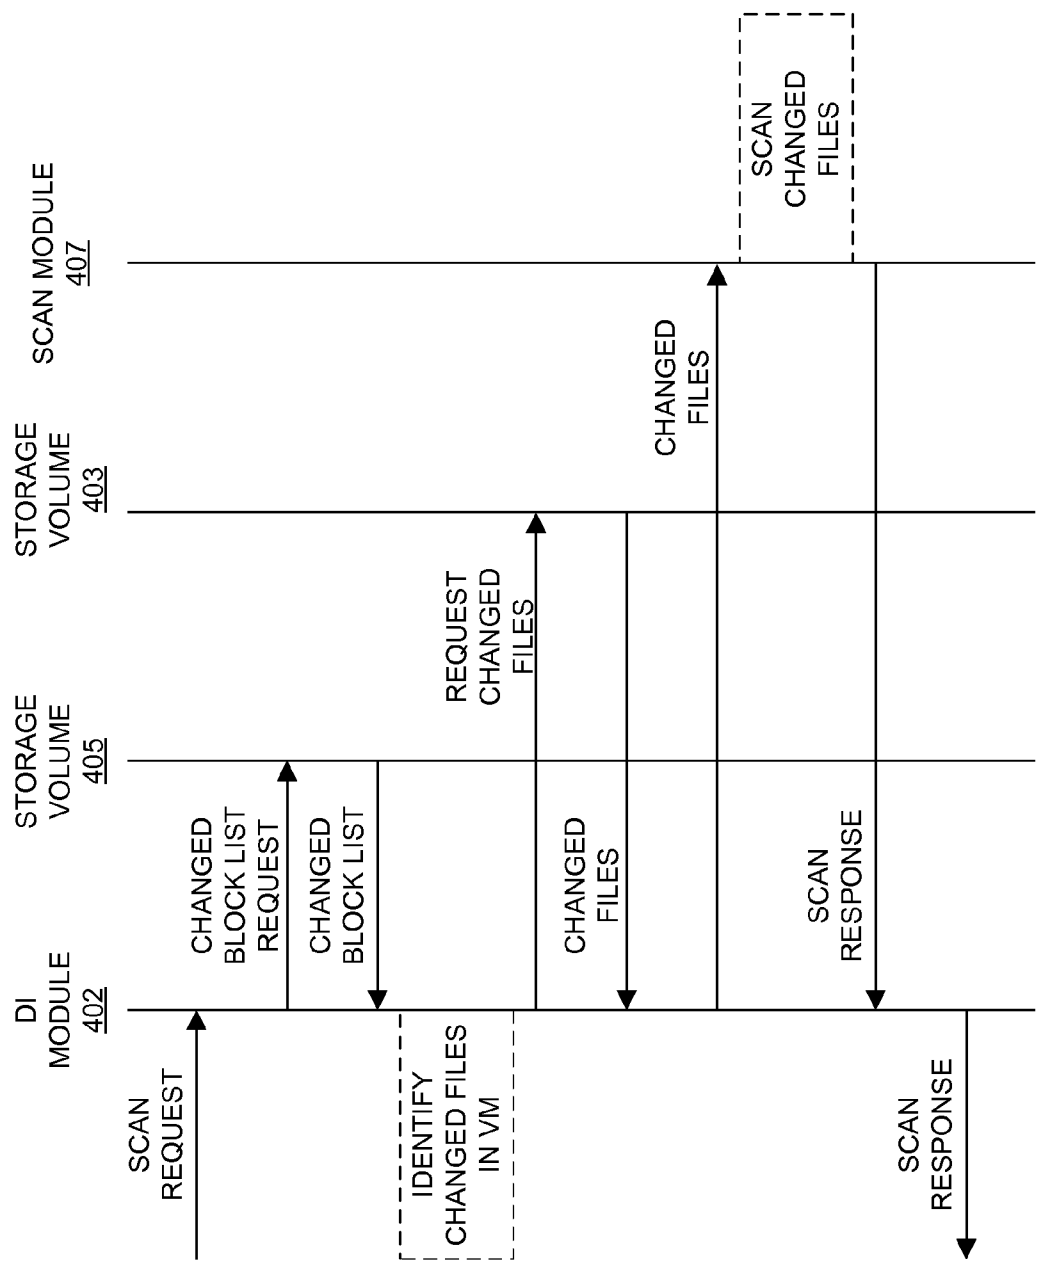 DI
MODULE
402
STORAGE
VOLUME
405
STORAGE
VOLUME
403
SCAN MODULE
407
SCAN
REQUEST
CHANGED
BLOCK LIST
REQUEST
CHANGED
BLOCK LIST
IDENTIFY
CHANGED FILES
IN VM
REQUEST
CHANGED
FILES
CHANGED
FILES
CHANGED
FILES
SCAN
CHANGED
FILES
SCAN
RESPONSE
SCAN
RESPONSE